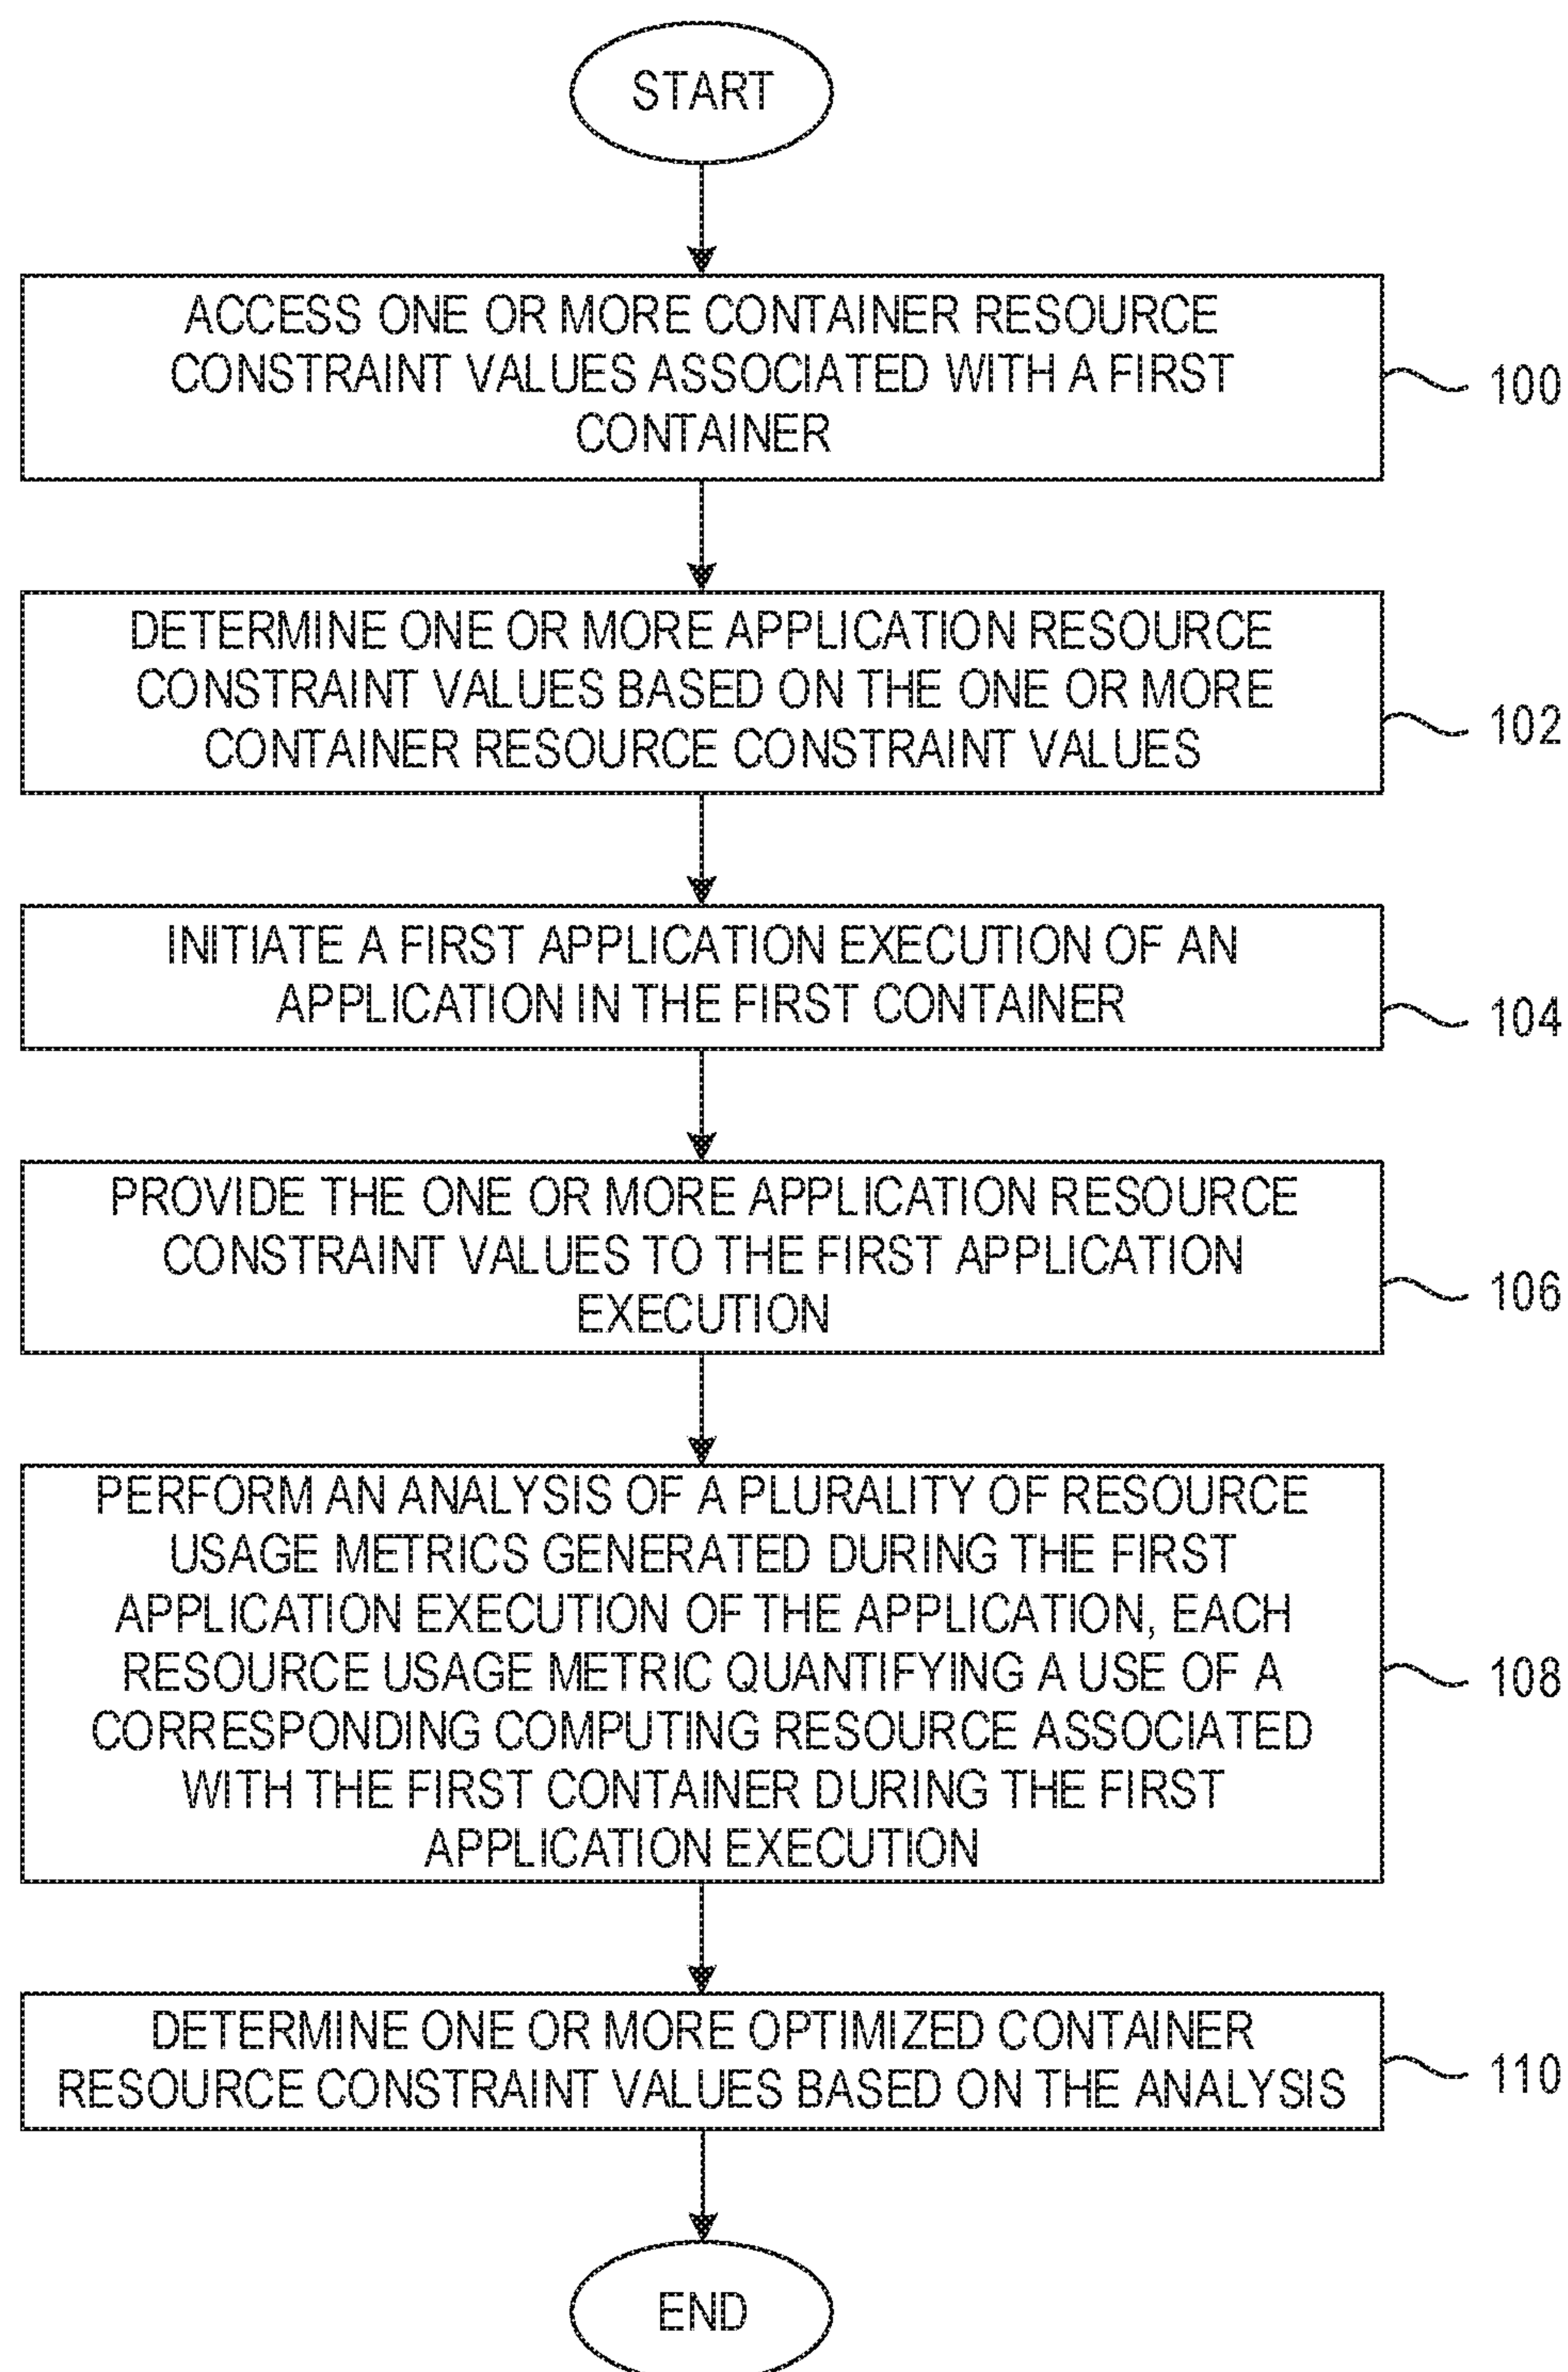 START
ACCESS ONE OR MORE CONTAINER RESOURCE
CONSTRAINT VALUES ASSOCIATED WITH A FIRST
CONTAINER
100
DETERMINE ONE OR MORE APPLICATION RESOURCE
CONSTRAINT VALUES BASED ON THE ONE OR MORE
CONTAINER RESOURCE CONSTRAINT VALUES
102
INITIATE A FIRST APPLICATION EXECUTION OF AN
APPLICATION IN THE FIRST CONTAINER
104
PROVIDE THE ONE OR MORE APPLICATION RESOURCE
CONSTRAINT VALUES TO THE FIRST APPLICATION
EXECUTION
106
PERFORM AN ANALYSIS OF A PLURALITY OF RESOURCE
USAGE METRICS GENERATED DURING THE FIRST
APPLICATION EXECUTION OF THE APPLICATION, EACH
RESOURCE USAGE METRIC QUANTIFYING A USE OF A
CORRESPONDING COMPUTING RESOURCE ASSOCIATED
WITH THE FIRST CONTAINER DURING THE FIRST
APPLICATION EXECUTION
108
DETERMINE ONE OR MORE OPTIMIZED CONTAINER
RESOURCE CONSTRAINT VALUES BASED ON THE ANALYSIS
110
END